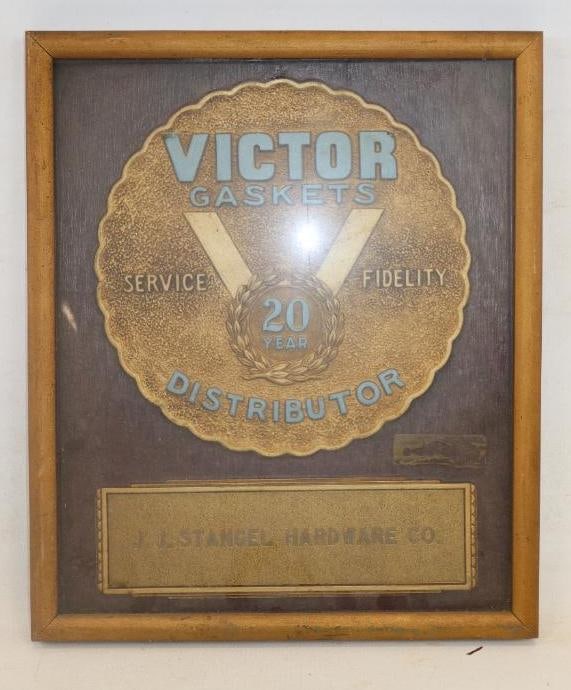 VICTOR
GASKETS
SERVICE FIDELITY
20
YEAR
DISTRIBUTOR
J. J. STANGEL HARDWARE CO.